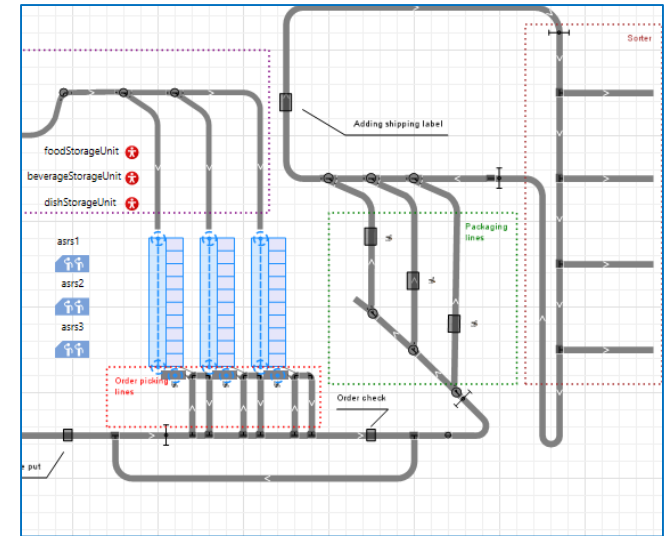 Sorter
Adding shipping label
foodStorageUnit
beverageStorageUnit
dishStorageUnit
Packaging
lines
asrs1
asrs2
asrs3
Order picking
lines
Order check
e put